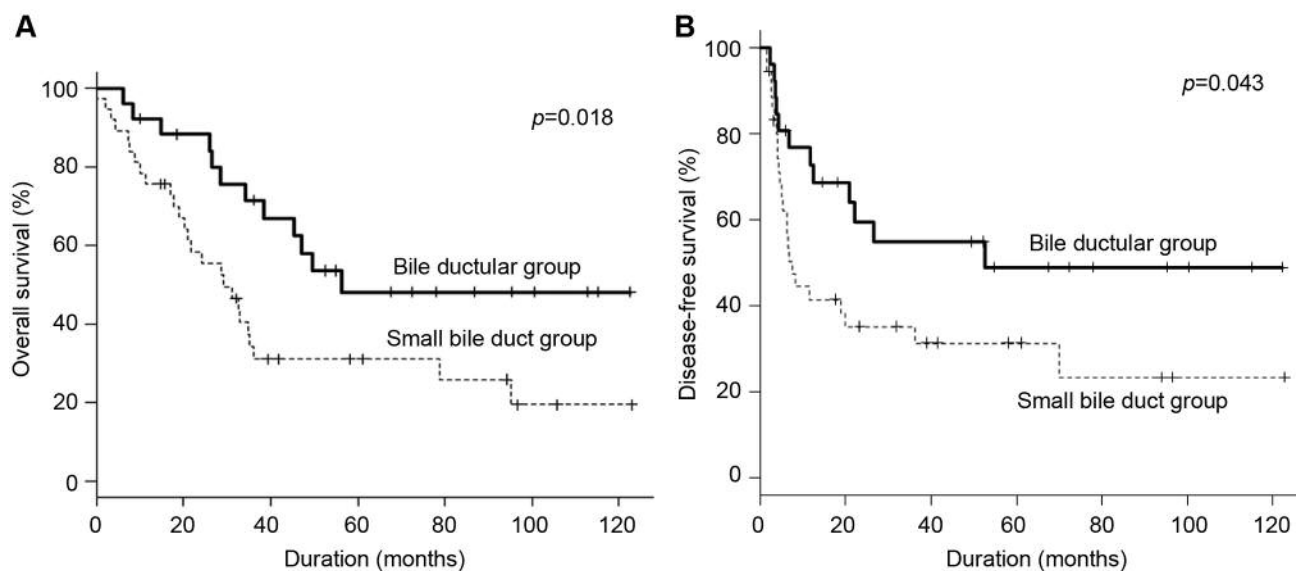 A
Overall survival (%)
100
80
60
40
20
0
p=0.018
Bile ductular group
Small bile duct group
0 20 40 60 80 100 120
Duration (months)
B
Disease-free survival (%)
100
80
60
40
20
0
p=0.043
Bile ductular group
Small bile duct group
0 20 40 60 80 100 120
Duration (months)